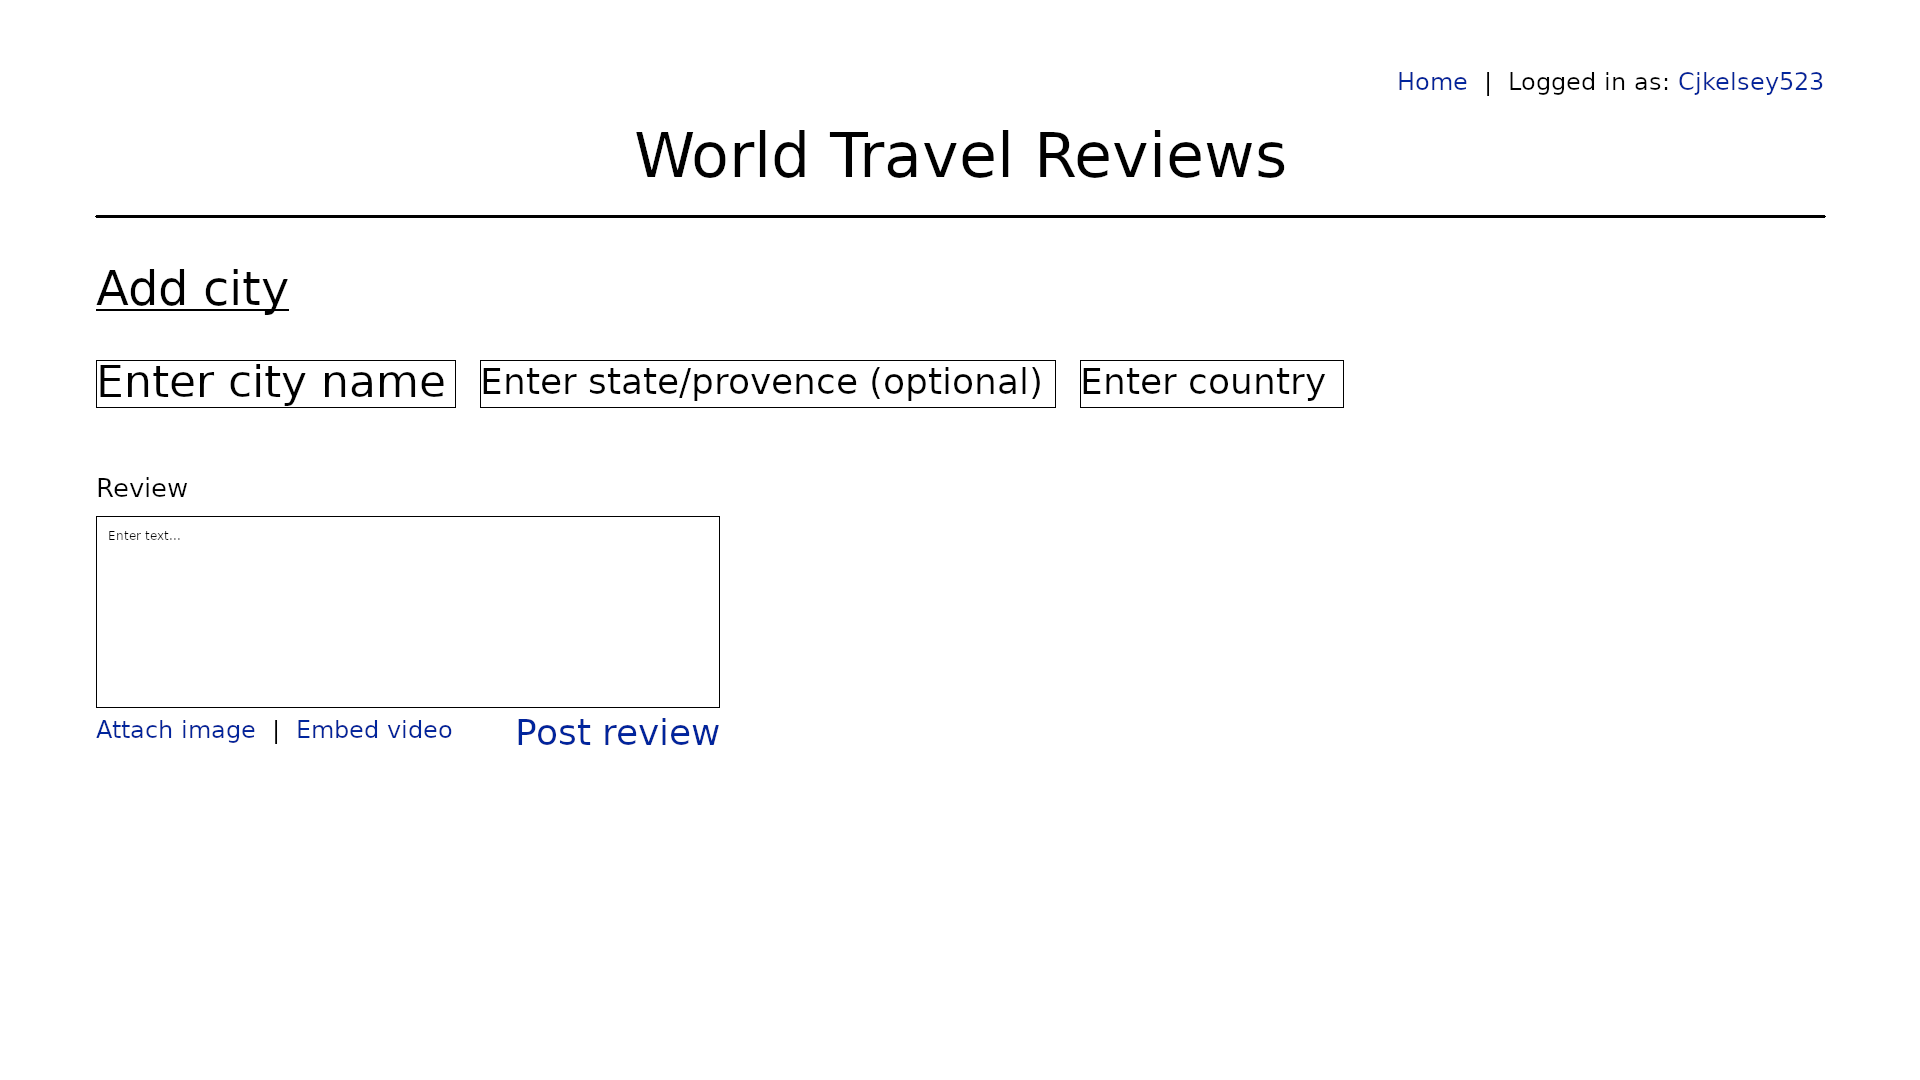 Home | Logged in as: Cjkelsey523
World Travel Reviews
Add city
Enter city name Enter state/provence (optional) Enter country
Review
Enter text...
Attach image | Embed video Post review